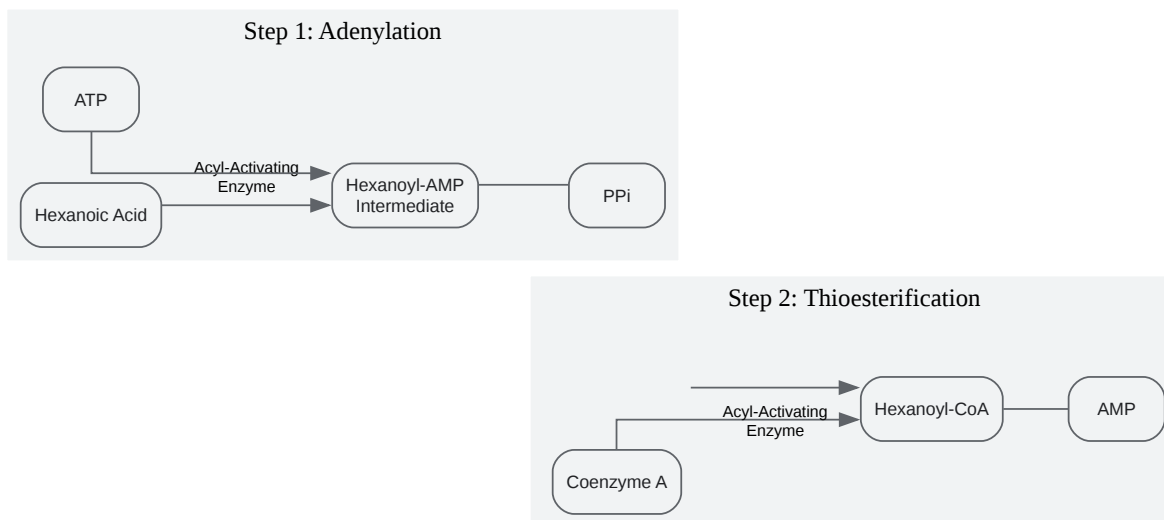 Step 1: Adenylation
ATP
Acyl-Activating
Enzyme
Hexanoic Acid
Hexanoyl-AMP
Intermediate
PPi
Step 2: Thioesterification
Acyl-Activating
Enzyme
Coenzyme A
Hexanoyl-CoA
AMP